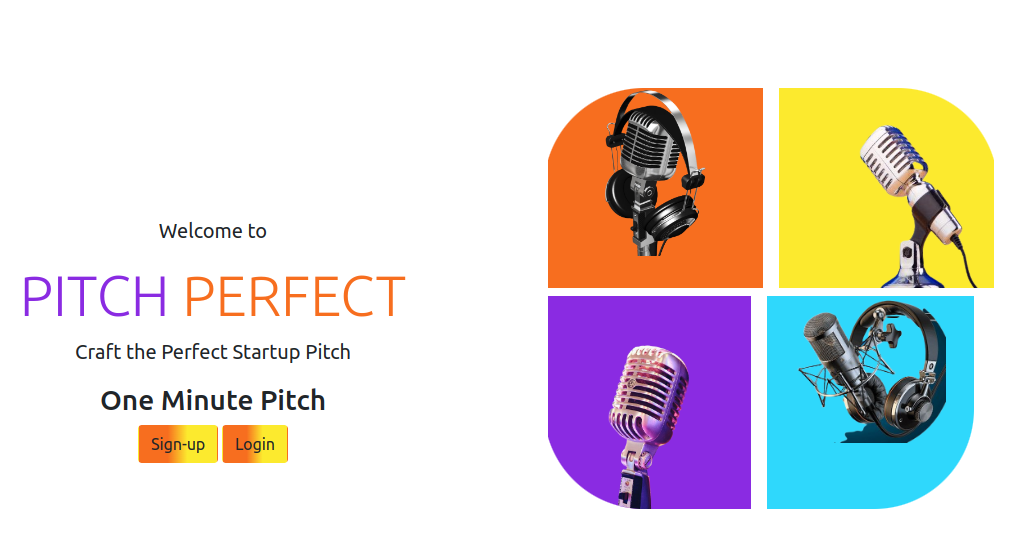 Welcome to
PITCH PERFECT
Craft the Perfect Startup Pitch
One Minute Pitch
Sign-up Login